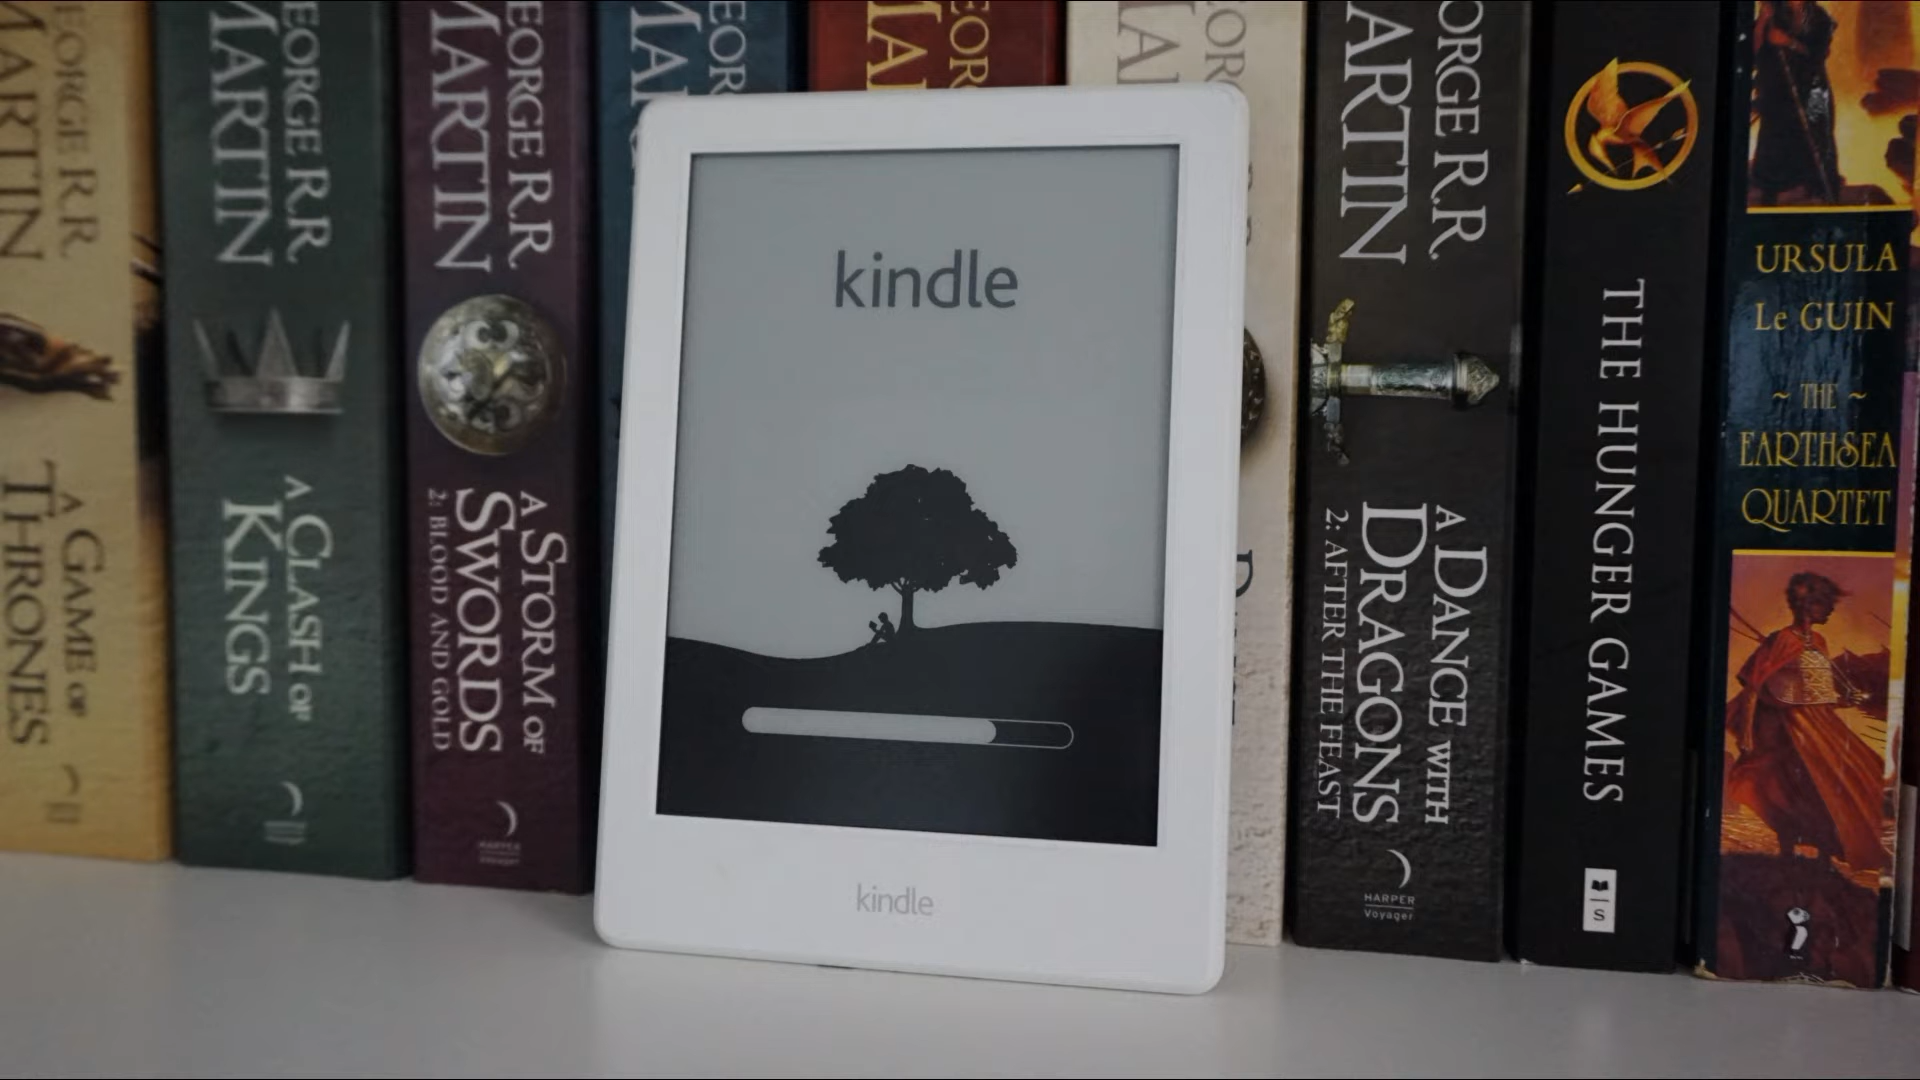 GEORGE R.R.
MARTIN
A GAME OF
THRONES
GEORGE R.R.
MARTIN
A CLASH OF
KINGS
GEORGE R.R.
MARTIN
A STORM OF
SWORDS
2: BLOOD AND GOLD
HARPER
Voyager
kindle
kindle
GEORGE R.R.
MARTIN
A DANCE WITH
DRAGONS
2: AFTER THE FEAST
HARPER
Voyager
THE HUNGER GAMES
S
URSULA
Le GUIN
~ THE ~
EARTHSEA
QUARTET